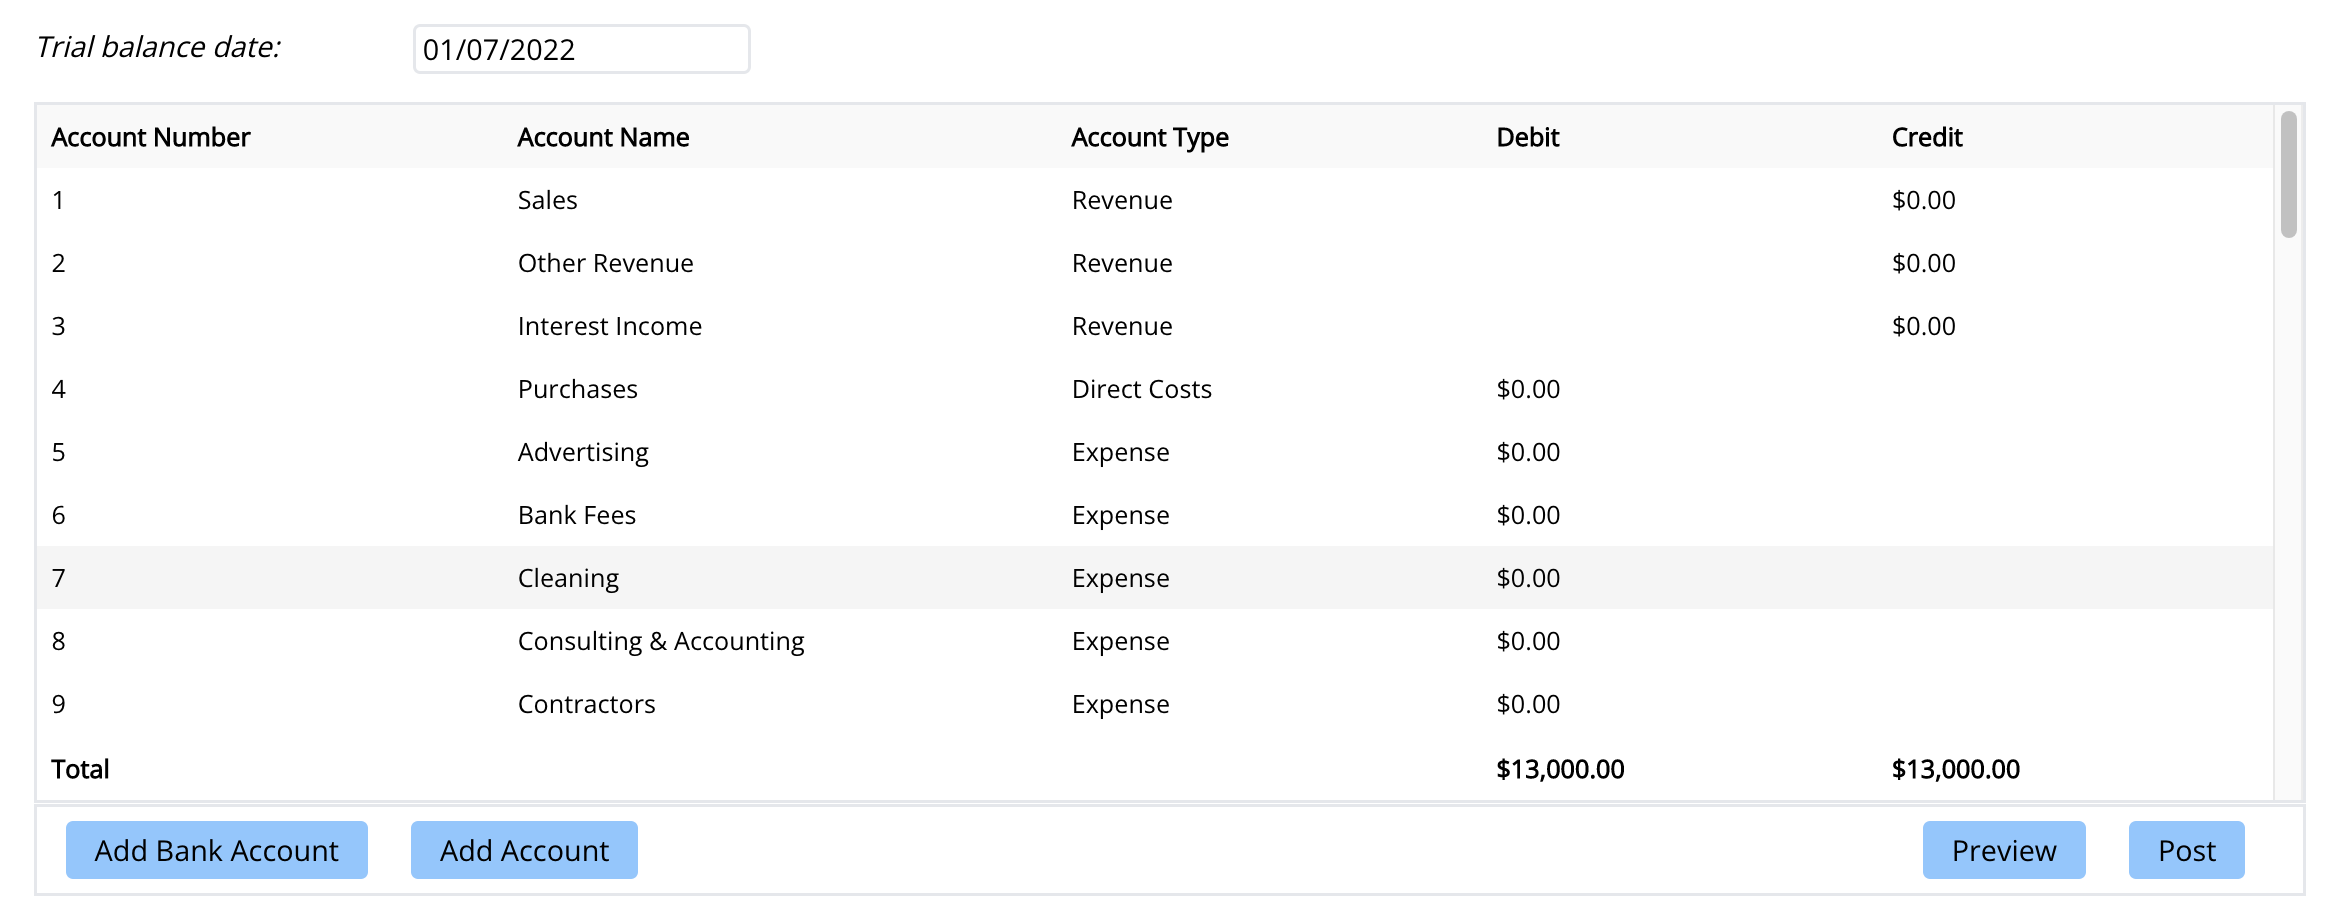 Trial balance date: 01/07/2022
Account Number Account Name Account Type Debit Credit
1 Sales Revenue $0.00
2 Other Revenue Revenue $0.00
3 Interest Income Revenue $0.00
4 Purchases Direct Costs $0.00
5 Advertising Expense $0.00
6 Bank Fees Expense $0.00
7 Cleaning Expense $0.00
8 Consulting & Accounting Expense $0.00
9 Contractors Expense $0.00
Total $13,000.00 $13,000.00
Add Bank Account Add Account Preview Post